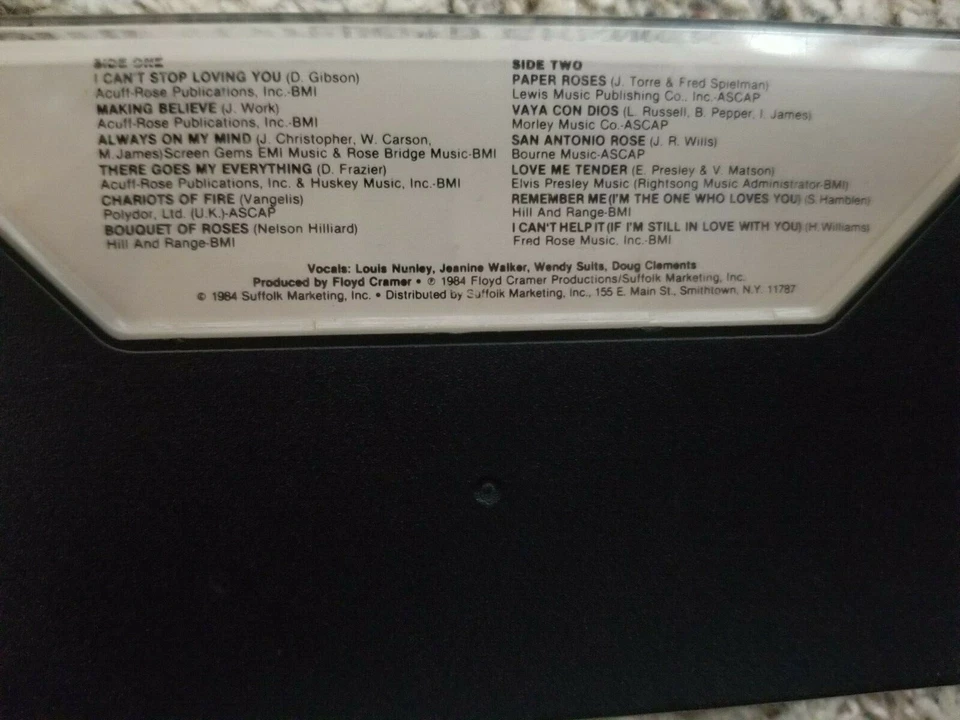 SIDE ONE
I CAN'T STOP LOVING YOU (D. Gibson)
Acuff-Rose Publications, Inc.-BMI
MAKING BELIEVE (J. Work)
Acuff-Rose Publications, Inc.-BMI
ALWAYS ON MY MIND (J. Christopher, W. Carson,
M.James)Screen Gems EMI Music & Rose Bridge Music-BMI
THERE GOES MY EVERYTHING (D. Frazier)
Acuff-Rose Publications, Inc. & Huskey Music, Inc.-BMI
CHARIOTS OF FIRE (Vangelis)
Polydor, Ltd. (U.K.)-ASCAP
BOUQUET OF ROSES (Nelson Hilliard)
Hill And Range-BMI
SIDE TWO
PAPER ROSES (J. Torre & Fred Spielman)
Lewis Music Publishing Co., Inc.-ASCAP
VAYA CON DIOS (L. Russell, B. Pepper, I. James)
Morley Music Co.-ASCAP
SAN ANTONIO ROSE (J. R. Wills)
Bourne Music-ASCAP
LOVE ME TENDER (E. Presley & V. Matson)
Elvis Presley Music (Rightsong Music Administrator-BMI)
REMEMBER ME (I'M THE ONE WHO LOVES YOU) (S. Hamblen)
Hill And Range-BMI
I CAN'T HELP IT (IF I'M STILL IN LOVE WITH YOU) (H. Williams)
Fred Rose Music, Inc.-BMI
Vocals: Louis Nunley, Jeanine Walker, Wendy Suits, Doug Clements
Produced by Floyd Cramer • ℗ 1984 Floyd Cramer Productions/Suffolk Marketing, Inc.
© 1984 Suffolk Marketing, Inc. • Distributed by Suffolk Marketing, Inc., 155 E. Main St., Smithtown, N.Y. 11787